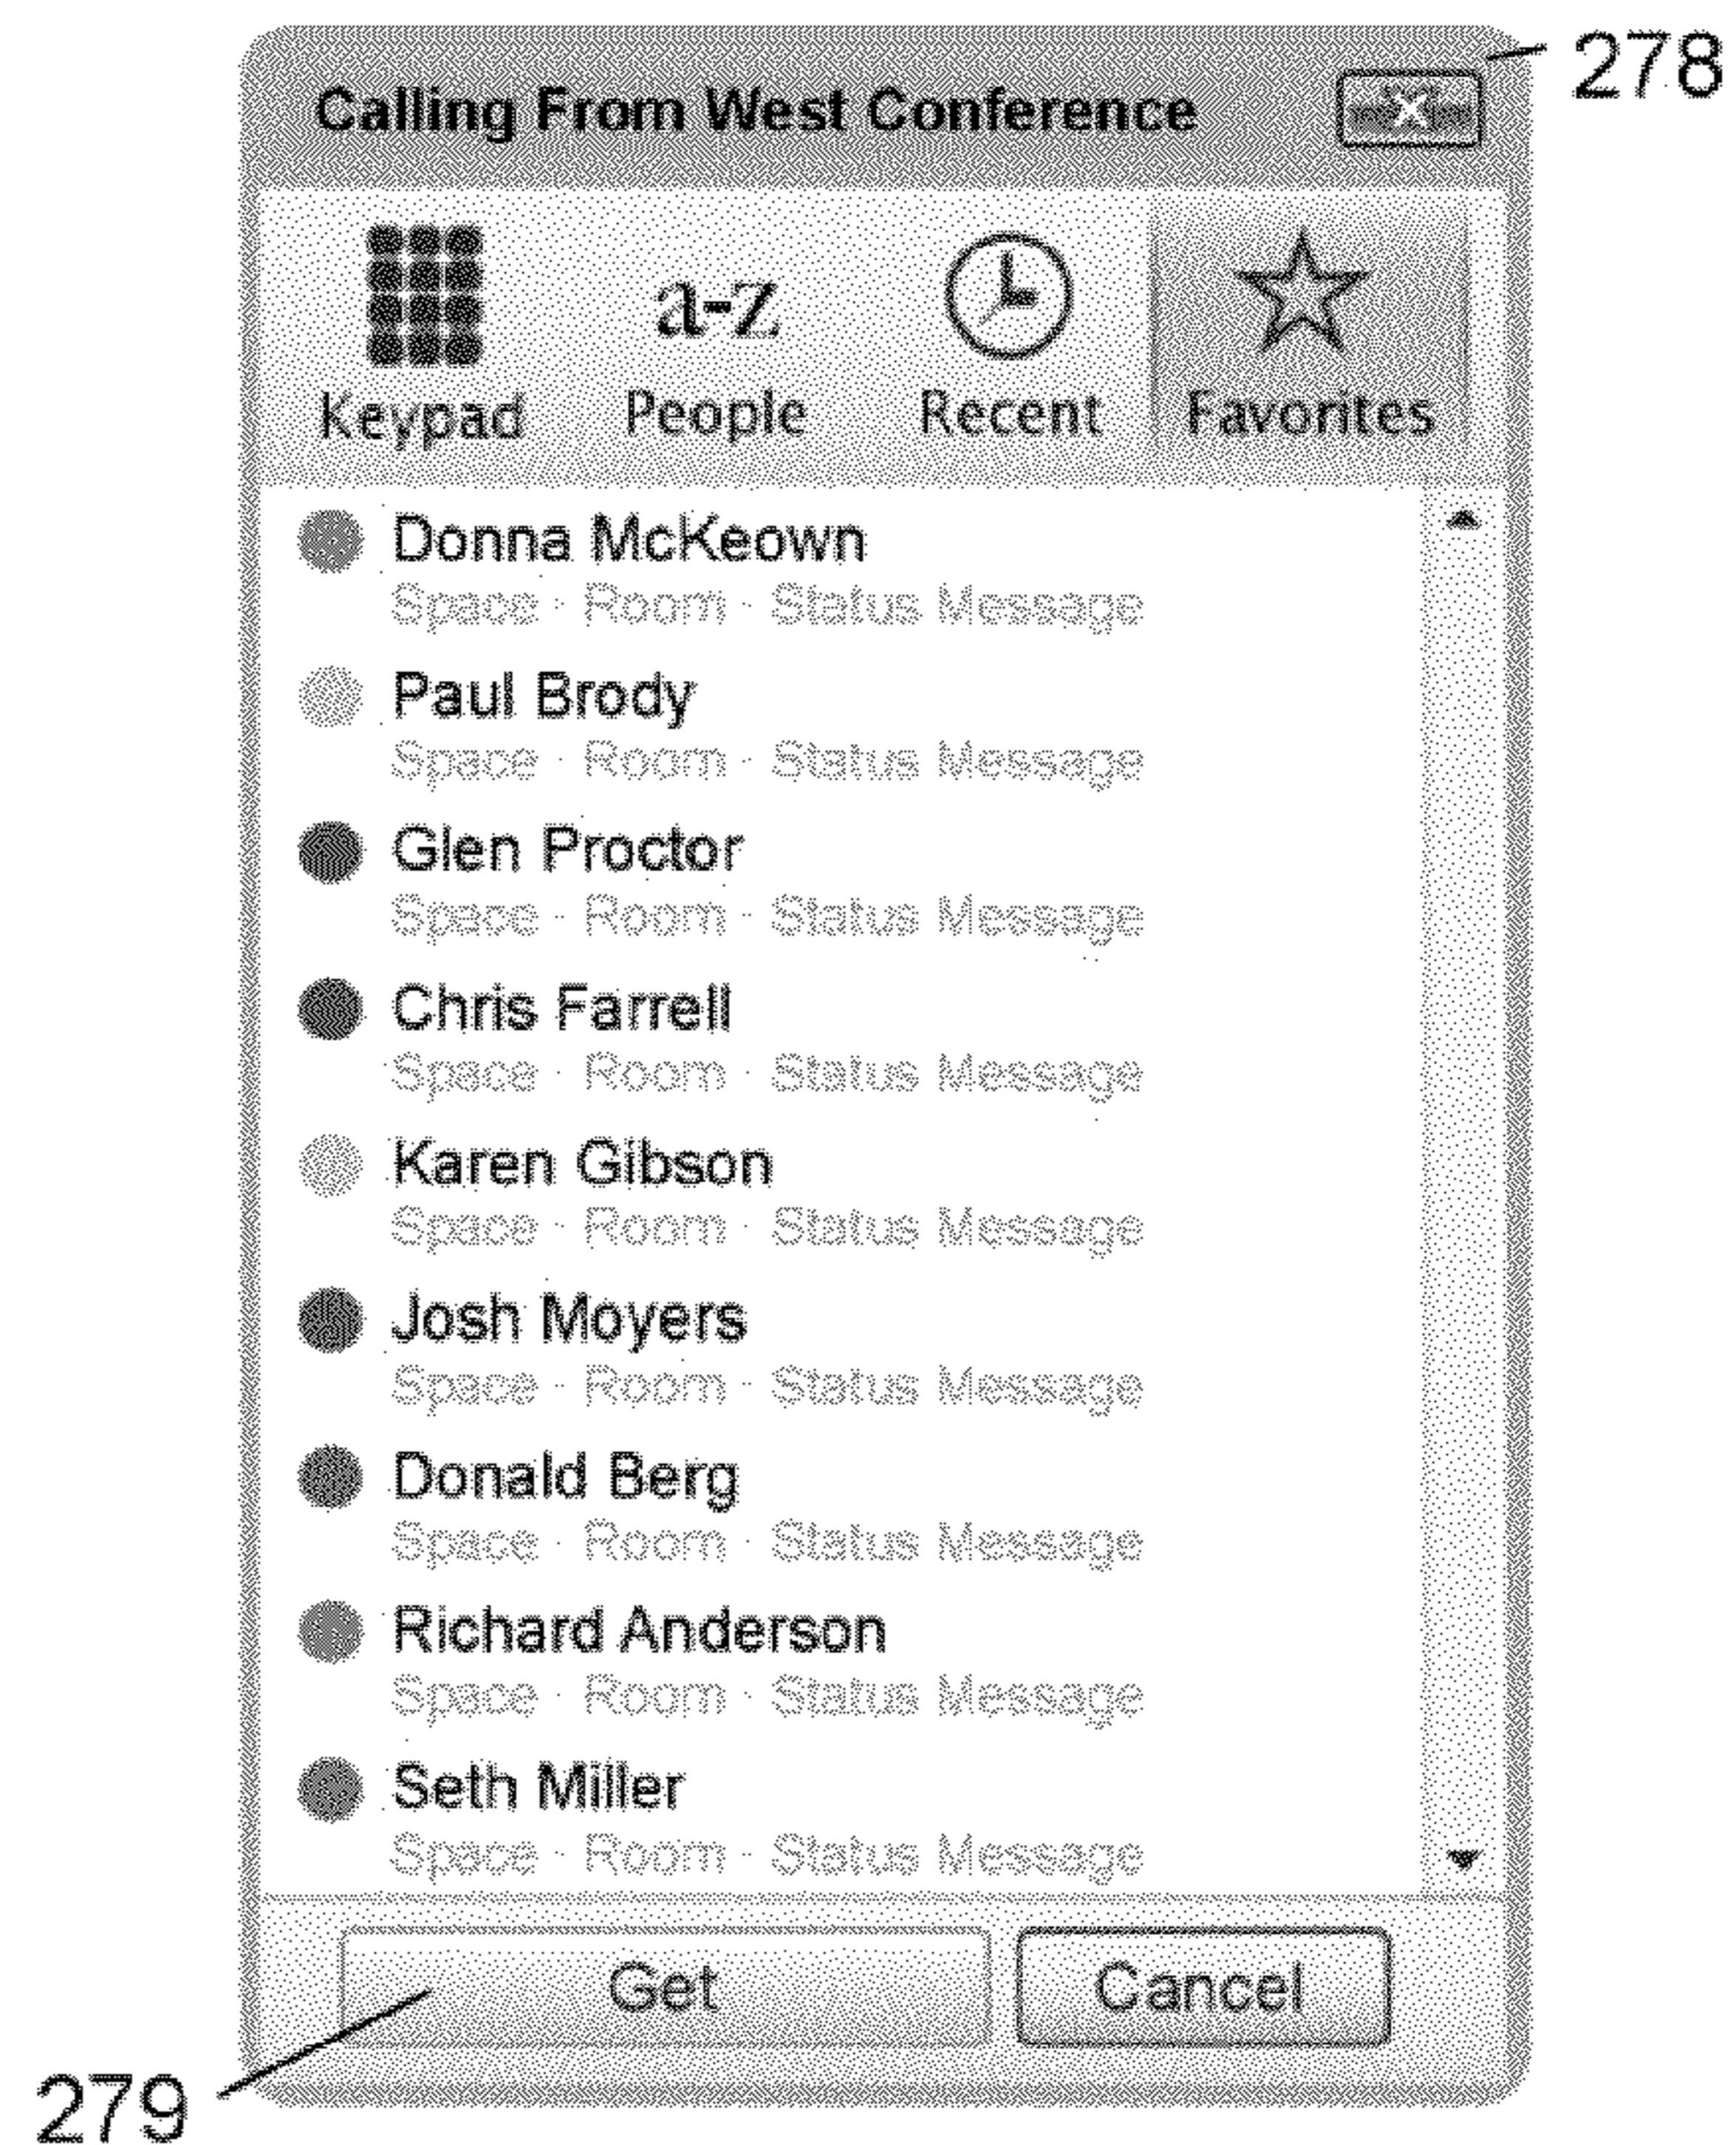 278
Calling From West Conference X
a-z
Keypad People Recent Favorites
Donna McKeown
Space · Room · Status Message
Paul Brody
Space · Room · Status Message
Glen Proctor
Space · Room · Status Message
Chris Farrell
Space · Room · Status Message
Karen Gibson
Space · Room · Status Message
Josh Moyers
Space · Room · Status Message
Donald Berg
Space · Room · Status Message
Richard Anderson
Space · Room · Status Message
Seth Miller
Space · Room · Status Message
Get Cancel
279